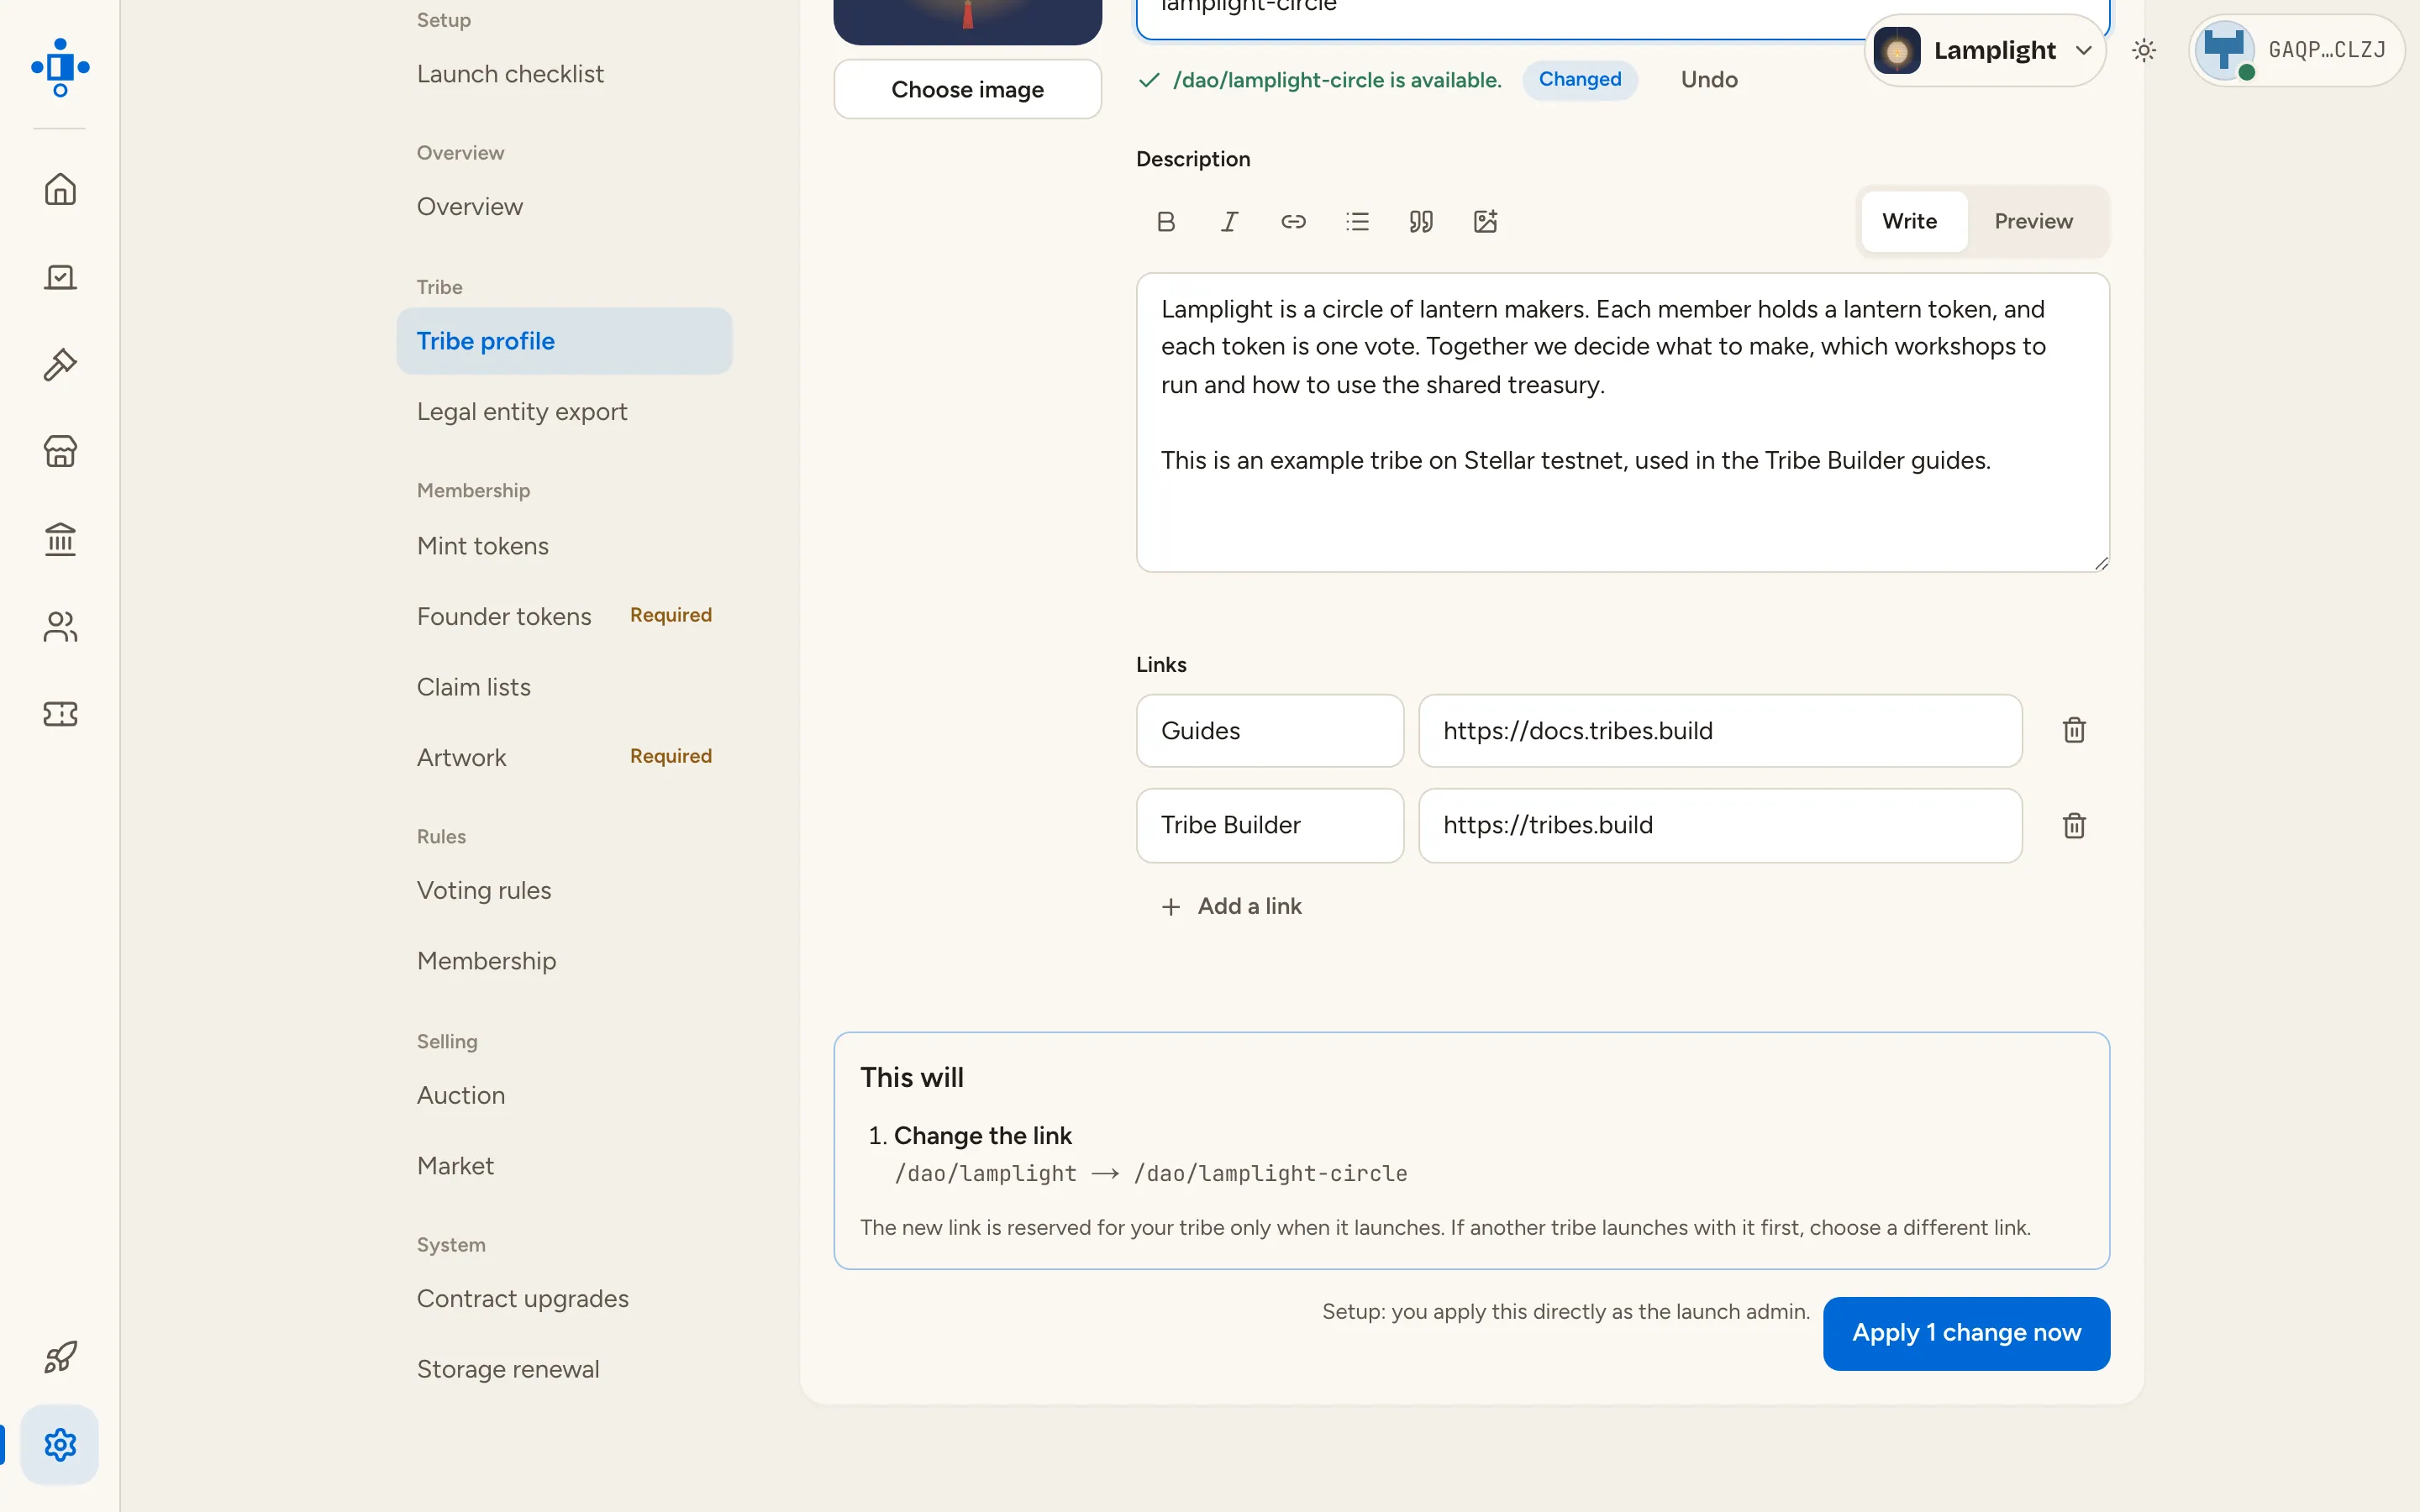 Setup
Launch checklist
Overview
Overview
Tribe
Tribe profile
Legal entity export
Membership
Mint tokens
Founder tokens Required
Claim lists
Artwork Required
Rules
Voting rules
Membership
Selling
Auction
Market
System
Contract upgrades
Storage renewal
Lamplight
GAQP...CLZJ
lamplight-circle
Choose image
/dao/lamplight-circle is available. Changed Undo
Description
Write Preview
Lamplight is a circle of lantern makers. Each member holds a lantern token, and
each token is one vote. Together we decide what to make, which workshops to
run and how to use the shared treasury.
This is an example tribe on Stellar testnet, used in the Tribe Builder guides.
Links
Guides https://docs.tribes.build
Tribe Builder https://tribes.build
Add a link
This will
1. Change the link
/dao/lamplight → /dao/lamplight-circle
The new link is reserved for your tribe only when it launches. If another tribe launches with it first, choose a different link.
Setup: you apply this directly as the launch admin.
Apply 1 change now